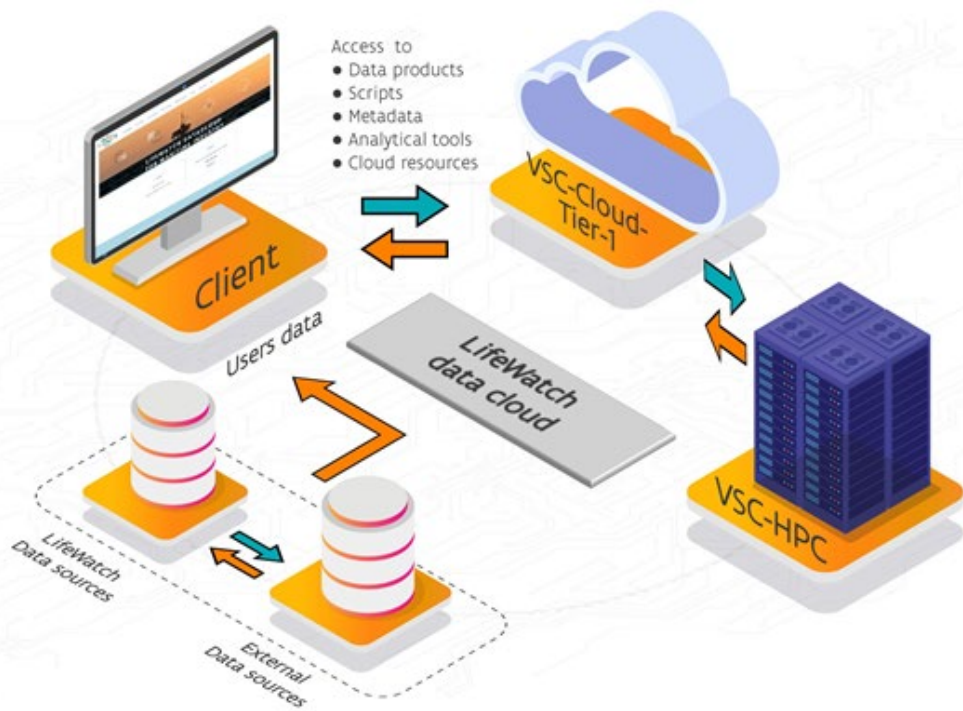 Access to
● Data products
● Scripts
● Metadata
● Analytical tools
● Cloud resources
VSC-Cloud-
Tier-1
Client
Users data
LifeWatch
data cloud
VSC-HPC
LifeWatch
Data sources
External
Data sources